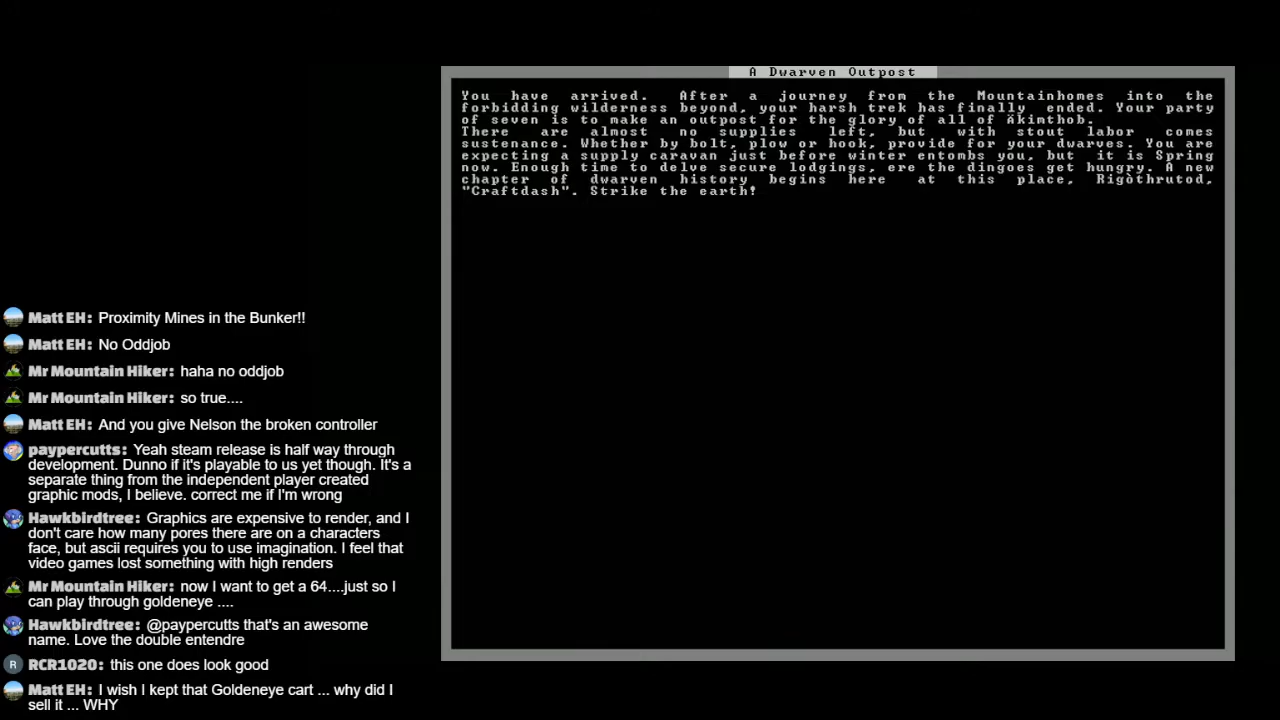 A Dwarven Outpost
You have arrived. After a journey from the Mountainhomes into the
forbidding wilderness beyond, your harsh trek has finally ended. Your party
of seven is to make an outpost for the glory of all of Äkimthob.
There are almost no supplies left, but with stout labor comes
sustenance. Whether by bolt, plow or hook, provide for your dwarves. You are
expecting a supply caravan just before winter entombs you, but it is Spring
now. Enough time to delve secure lodgings, ere the dingoes get hungry. A new
chapter of dwarven history begins here at this place, Rigòthrutod,
"Craftdash". Strike the earth!
Matt EH: Proximity Mines in the Bunker!!
Matt EH: No Oddjob
Mr Mountain Hiker: haha no oddjob
Mr Mountain Hiker: so true....
Matt EH: And you give Nelson the broken controller
paypercutts: Yeah steam release is half way through
development. Dunno if it's playable to us yet though. It's a
separate thing from the independent player created
graphic mods, I believe. correct me if I'm wrong
Hawkbirdtree: Graphics are expensive to render, and I
don't care how many pores there are on a characters
face, but ascii requires you to use imagination. I feel that
video games lost something with high renders
Mr Mountain Hiker: now I want to get a 64....just so I
can play through goldeneye ....
Hawkbirdtree: @paypercutts that's an awesome
name. Love the double entendre
R RCR1020: this one does look good
Matt EH: I wish I kept that Goldeneye cart ... why did I
sell it ... WHY